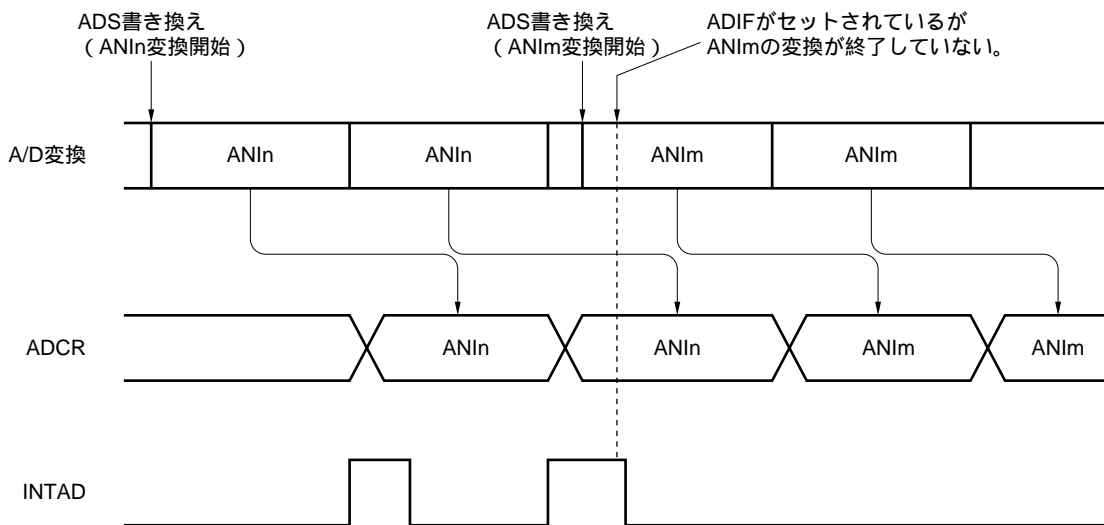 ADS書き換え
（ANIn変換開始）
ADS書き換え
（ANIm変換開始）
ADIFがセットされているが
ANImの変換が終了していない。
A/D変換
ANIn
ANIn
ANIm
ANIm
ADCR
ANIn
ANIn
ANIm
ANIm
INTAD